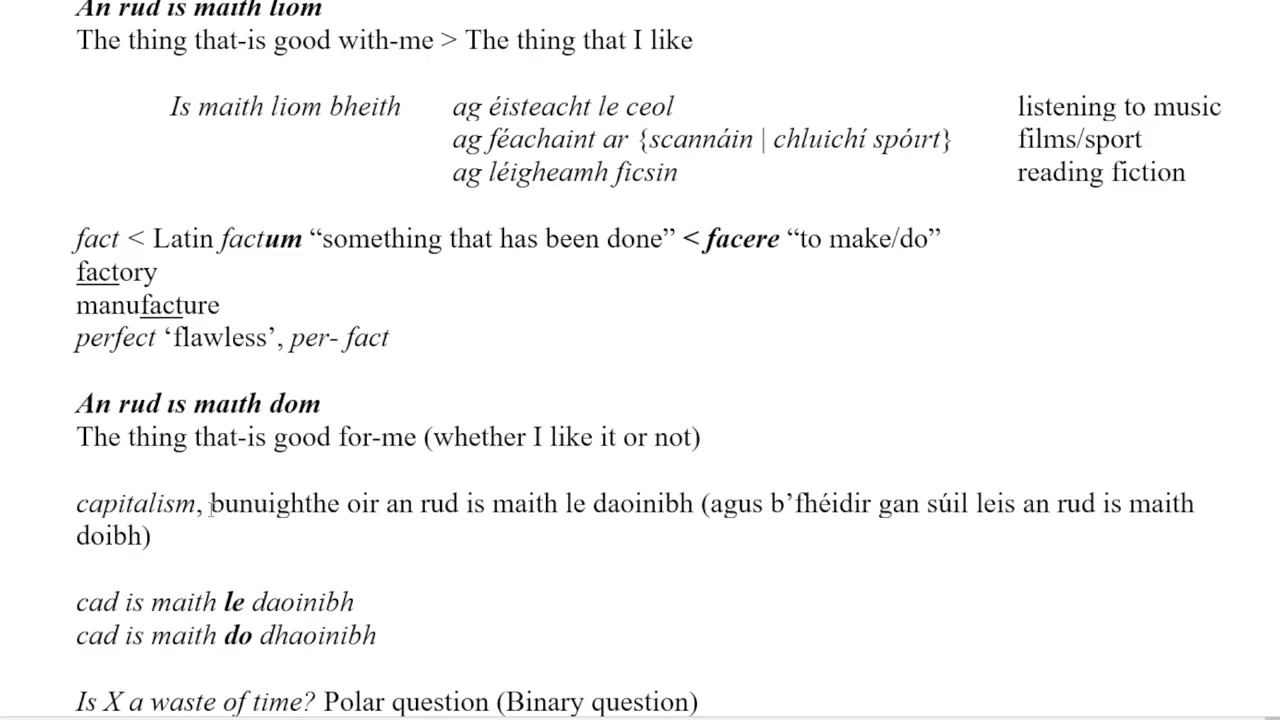 An rud is maith liom
The thing that-is good with-me > The thing that I like
Is maith liom bheith ag éisteacht le ceol listening to music
ag féachaint ar {scannáin | chluichí spóırt} films/sport
ag léigheamh ficsin reading fiction
fact < Latin factum “something that has been done” < facere “to make/do”
factory
manufacture
perfect ‘flawless’, per- fact
An rud ıs maıth dom
The thing that-is good for-me (whether I like it or not)
capitalism, bunuighthe oir an rud is maith le daoinibh (agus b’fhéidir gan súil leis an rud is maith
doibh)
cad is maith le daoinibh
cad is maith do dhaoinibh
Is X a waste of time? Polar question (Binary question)